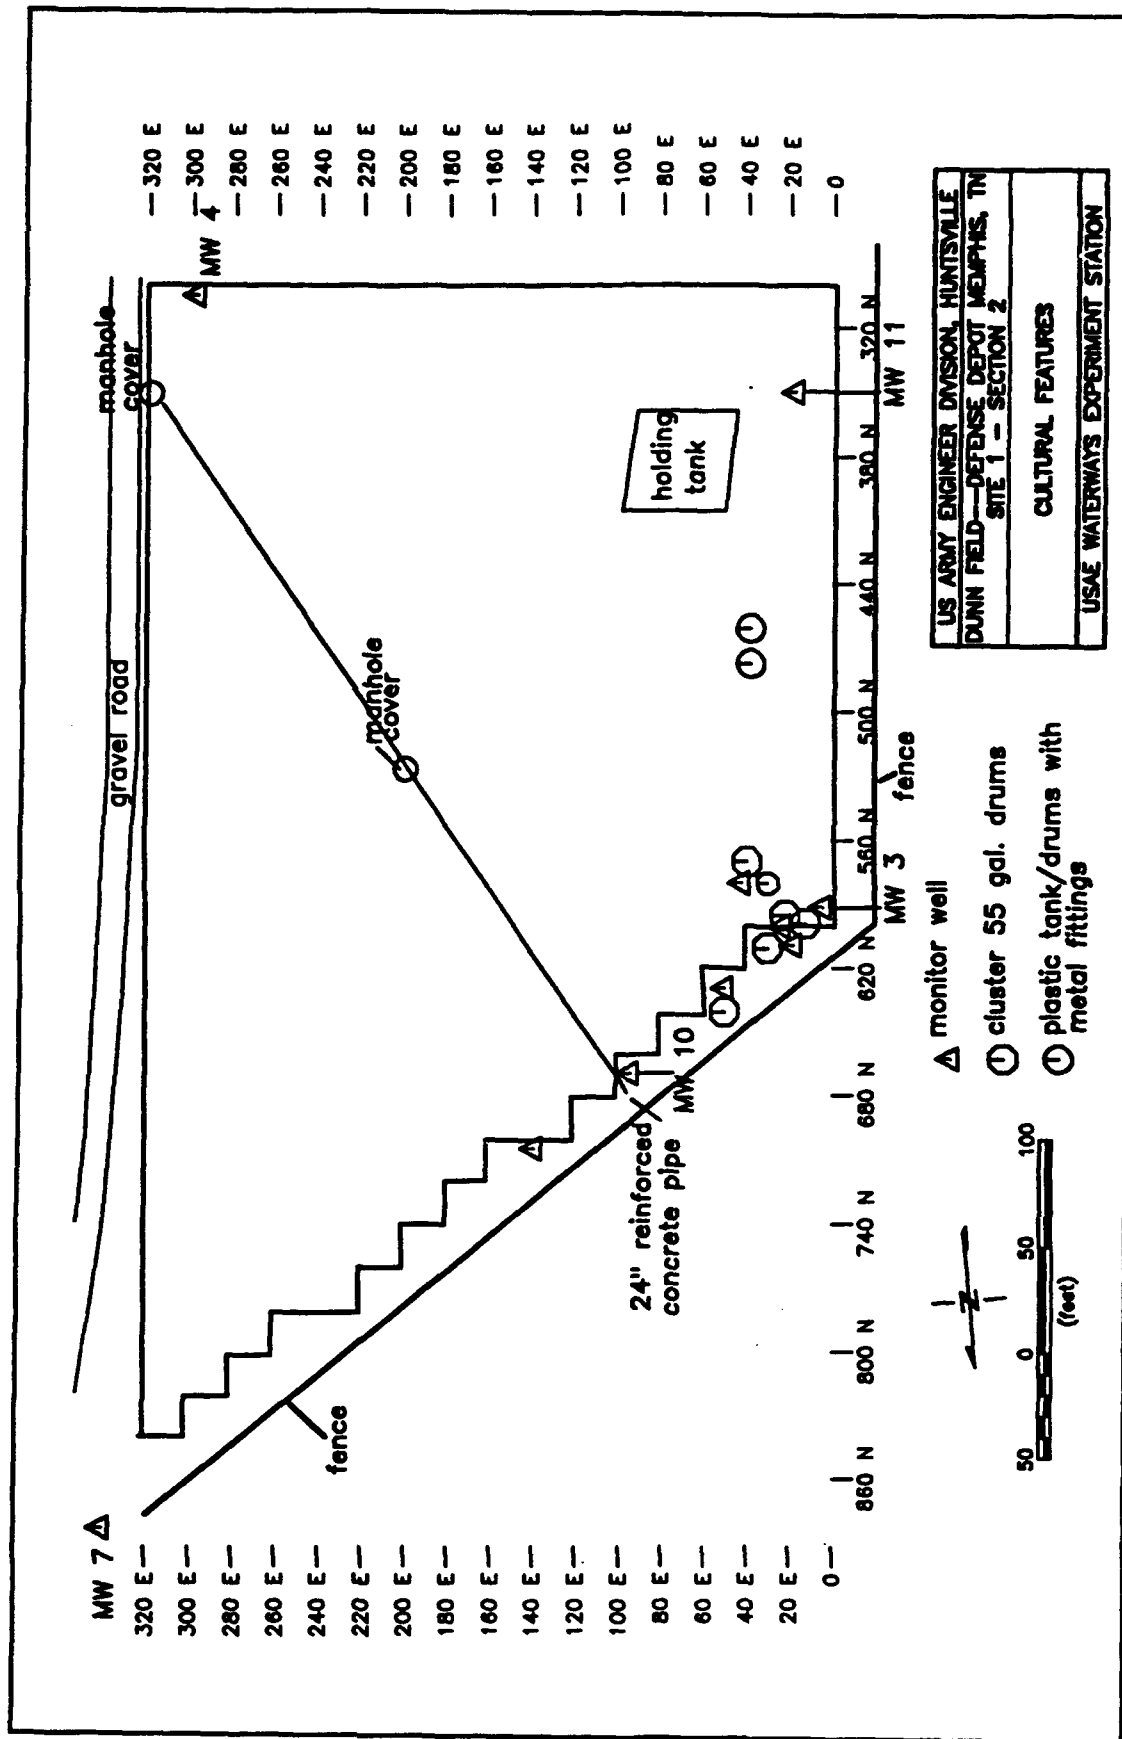 MW 7
320 E
300 E
280 E
260 E
240 E
220 E
200 E
180 E
160 E
140 E
120 E
100 E
80 E
60 E
40 E
20 E
0
gravel road
manhole
cover
MW 4
manhole
cover
holding
tank
fence
24" reinforced
concrete pipe
MW 10
MW 3
MW 11
fence
860 N
800 N
740 N
680 N
620 N
560 N
500 N
440 N
380 N
320 N
320 E
300 E
280 E
260 E
240 E
220 E
200 E
180 E
160 E
140 E
120 E
100 E
80 E
60 E
40 E
20 E
0
N
50 0 50 100
(feet)
monitor well
cluster 55 gal. drums
plastic tank/drums with
metal fittings
US ARMY ENGINEER DIVISION, HUNTSVILLE
DUNN FIELD--DEFENSE DEPOT MEMPHIS, TN
SITE 1 - SECTION 2
CULTURAL FEATURES
USAE WATERWAYS EXPERIMENT STATION